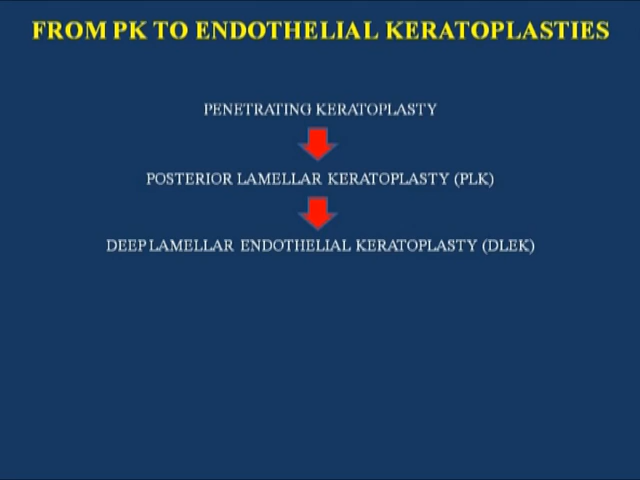 FROM PK TO ENDOTHELIAL KERATOPLASTIES
PENETRATING KERATOPLASTY
POSTERIOR LAMELLAR KERATOPLASTY (PLK)
DEEP LAMELLAR ENDOTHELIAL KERATOPLASTY (DLEK)